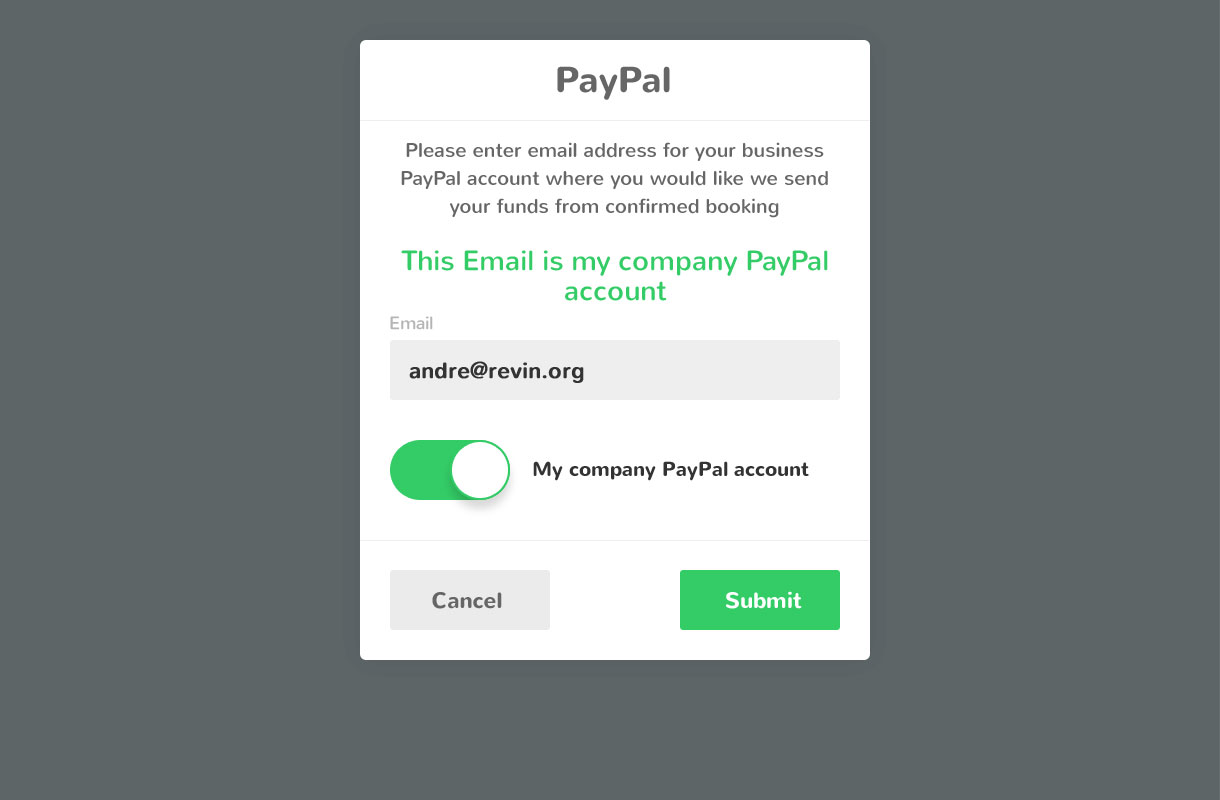 PayPal
Please enter email address for your business
PayPal account where you would like we send
your funds from confirmed booking
This Email is my company PayPal
account
Email
andre@revin.org
My company PayPal account
Cancel
Submit